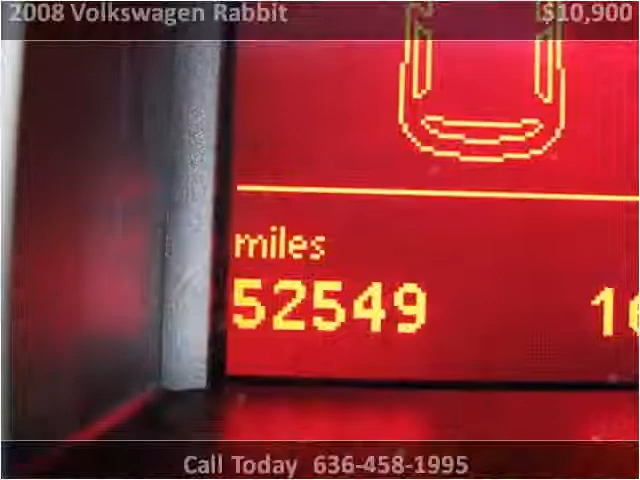 2008 Volkswagen Rabbit $10,900
miles
52549
Call Today 636-458-1995